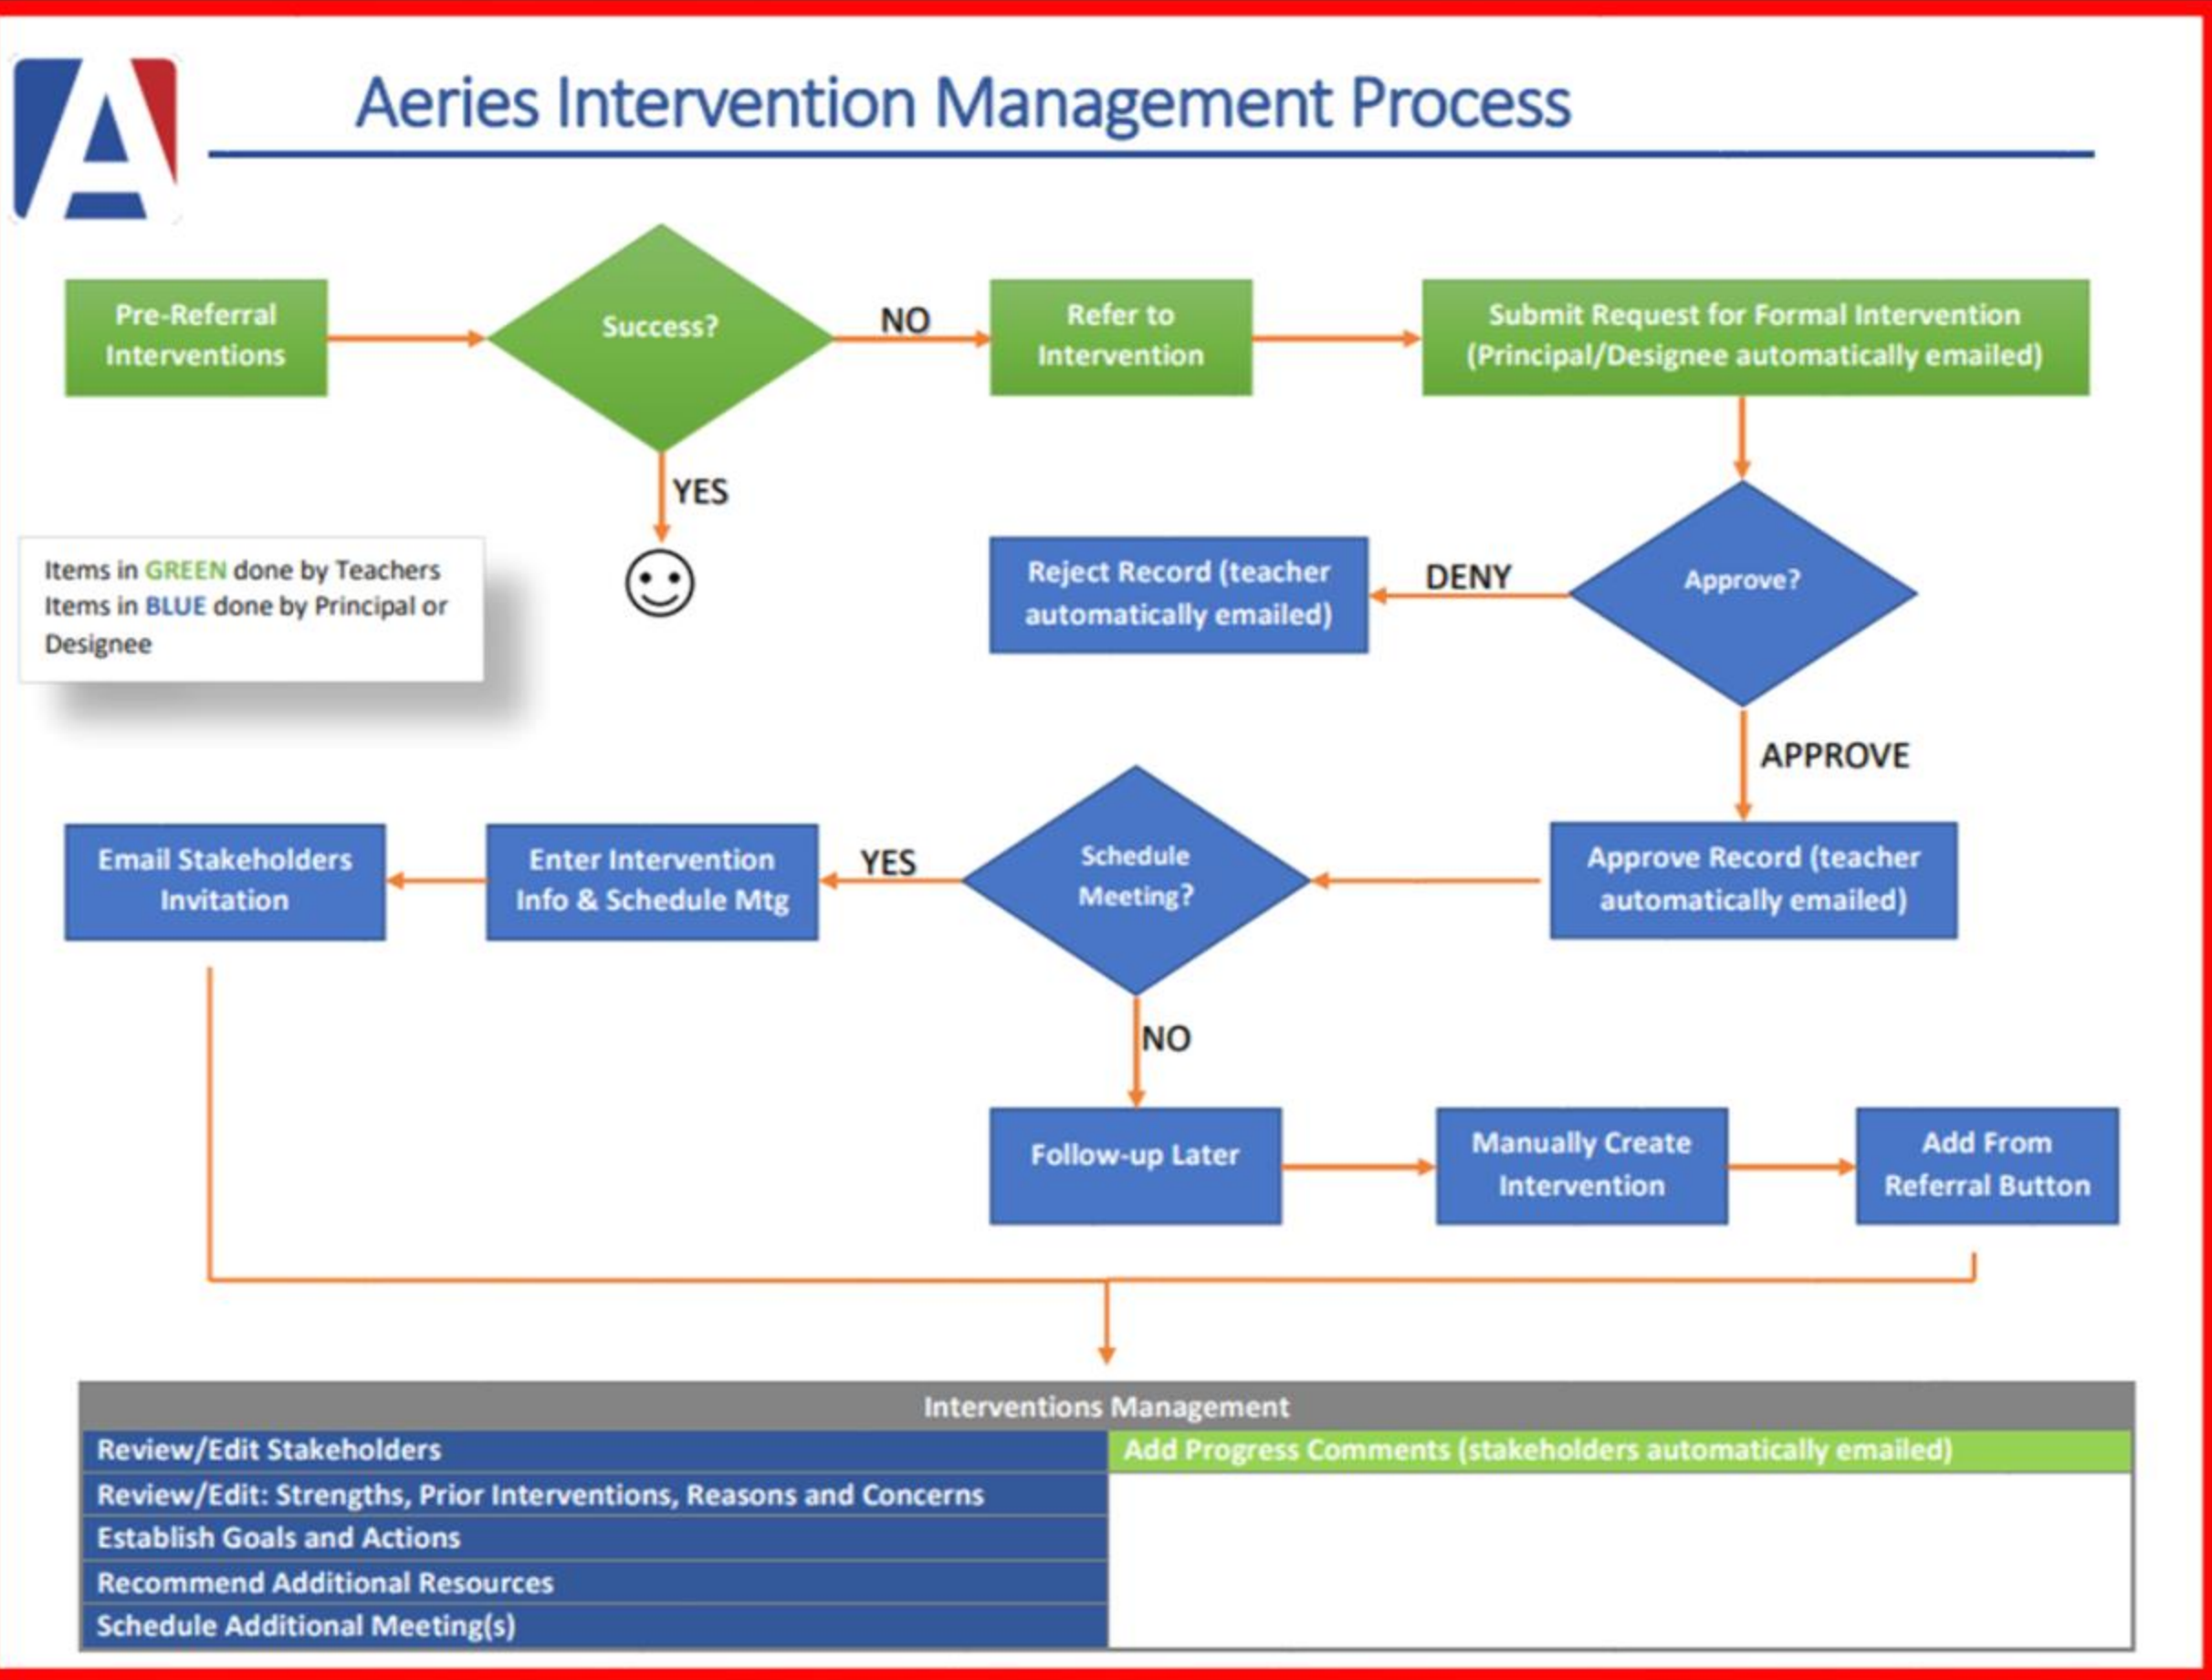 Aeries Intervention Management Process
Pre-Referral
Interventions
Success?
NO
Refer to
Intervention
Submit Request for Formal Intervention
(Principal/Designee automatically emailed)
YES
Items in GREEN done by Teachers
Items in BLUE done by Principal or
Designee
Reject Record (teacher
automatically emailed)
DENY
Approve?
APPROVE
Email Stakeholders
Invitation
Enter Intervention
Info & Schedule Mtg
YES
Schedule
Meeting?
Approve Record (teacher
automatically emailed)
NO
Follow-up Later
Manually Create
Intervention
Add From
Referral Button
Interventions Management
Review/Edit Stakeholders
Add Progress Comments (stakeholders automatically emailed)
Review/Edit: Strengths, Prior Interventions, Reasons and Concerns
Establish Goals and Actions
Recommend Additional Resources
Schedule Additional Meeting(s)